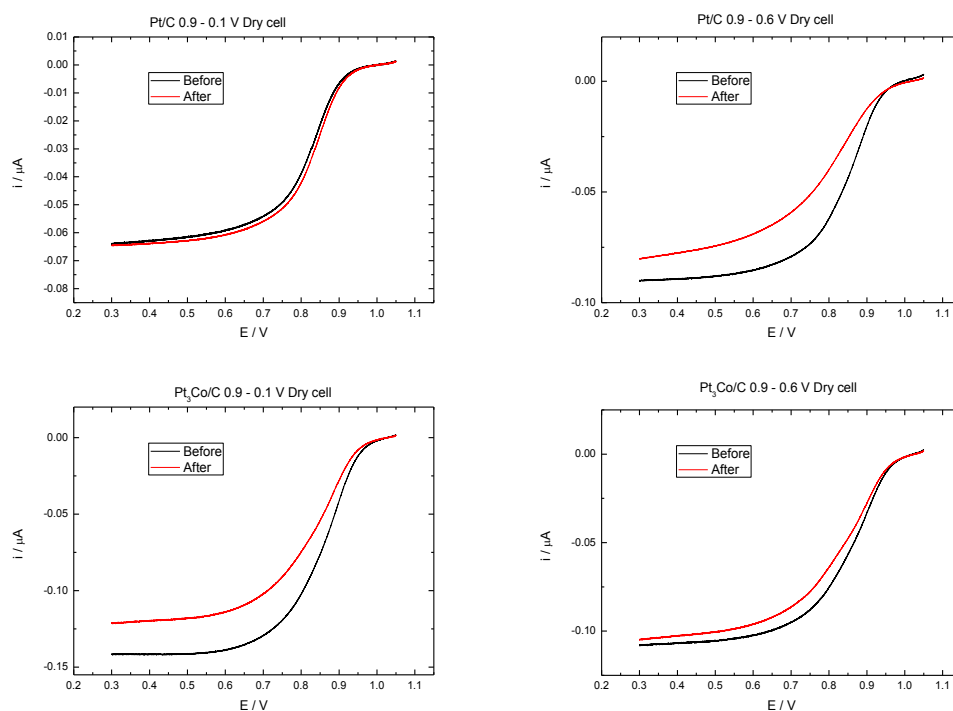 Pt/C 0.9 - 0.1 V Dry cell
0.01
0.00
-0.01
-0.02
-0.03
-0.04
-0.05
-0.06
-0.07
-0.08
i / μA
Before
After
0.2 0.3 0.4 0.5 0.6 0.7 0.8 0.9 1.0 1.1
E / V
Pt/C 0.9 - 0.6 V Dry cell
0.00
-0.05
-0.10
i / μA
Before
After
0.2 0.3 0.4 0.5 0.6 0.7 0.8 0.9 1.0 1.1
E / V
Pt₃Co/C 0.9 - 0.1 V Dry cell
0.00
-0.05
-0.10
-0.15
i / μA
Before
After
0.2 0.3 0.4 0.5 0.6 0.7 0.8 0.9 1.0 1.1
E / V
Pt₃Co/C 0.9 - 0.6 V Dry cell
0.00
-0.05
-0.10
i / μA
Before
After
0.2 0.3 0.4 0.5 0.6 0.7 0.8 0.9 1.0 1.1
E / V